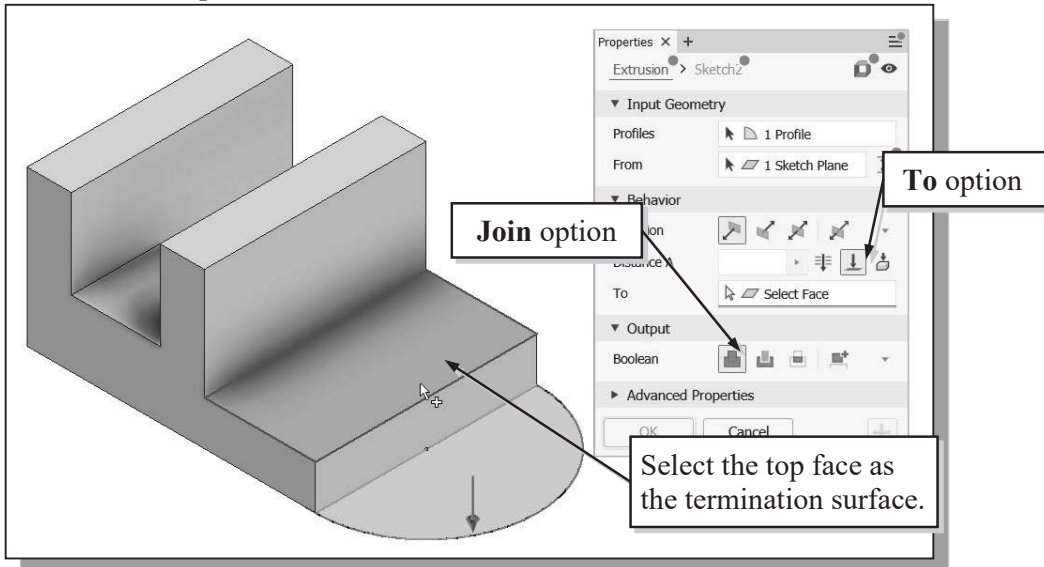 Properties × +
Extrusion > Sketch2
Input Geometry
Profiles 1 Profile
From 1 Sketch Plane
To option
Behavior
Join option
To Select Face
Output
Boolean
Advanced Properties
OK Cancel
Select the top face as
the termination surface.